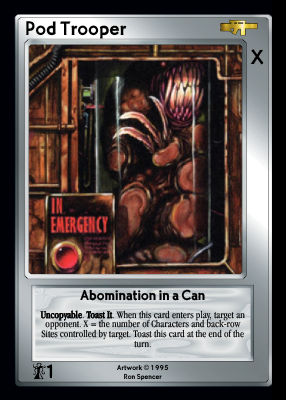 Pod Trooper
X
IN
EMERGENCY
Abomination in a Can
Uncopyable. Toast It. When this card enters play, target an
opponent. X = the number of Characters and back-row
Sites controlled by target. Toast this card at the end of the
turn.
1
Artwork © 1995
Ron Spencer